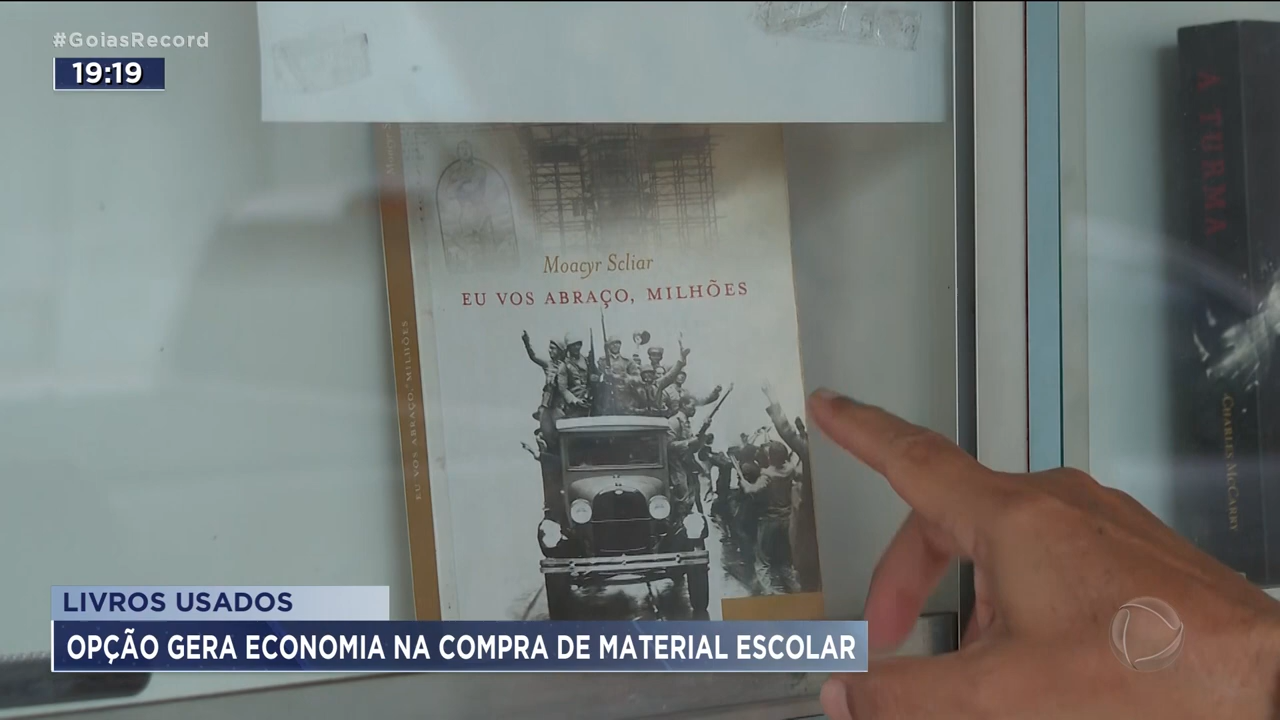 #GoiasRecord
19:19
Moacyr Scliar
EU VOS ABRAÇO, MILHÕES
EU VOS ABRAÇO, MILHÕES
A TURMA
CHARLES MCCARRY
LIVROS USADOS
OPÇÃO GERA ECONOMIA NA COMPRA DE MATERIAL ESCOLAR